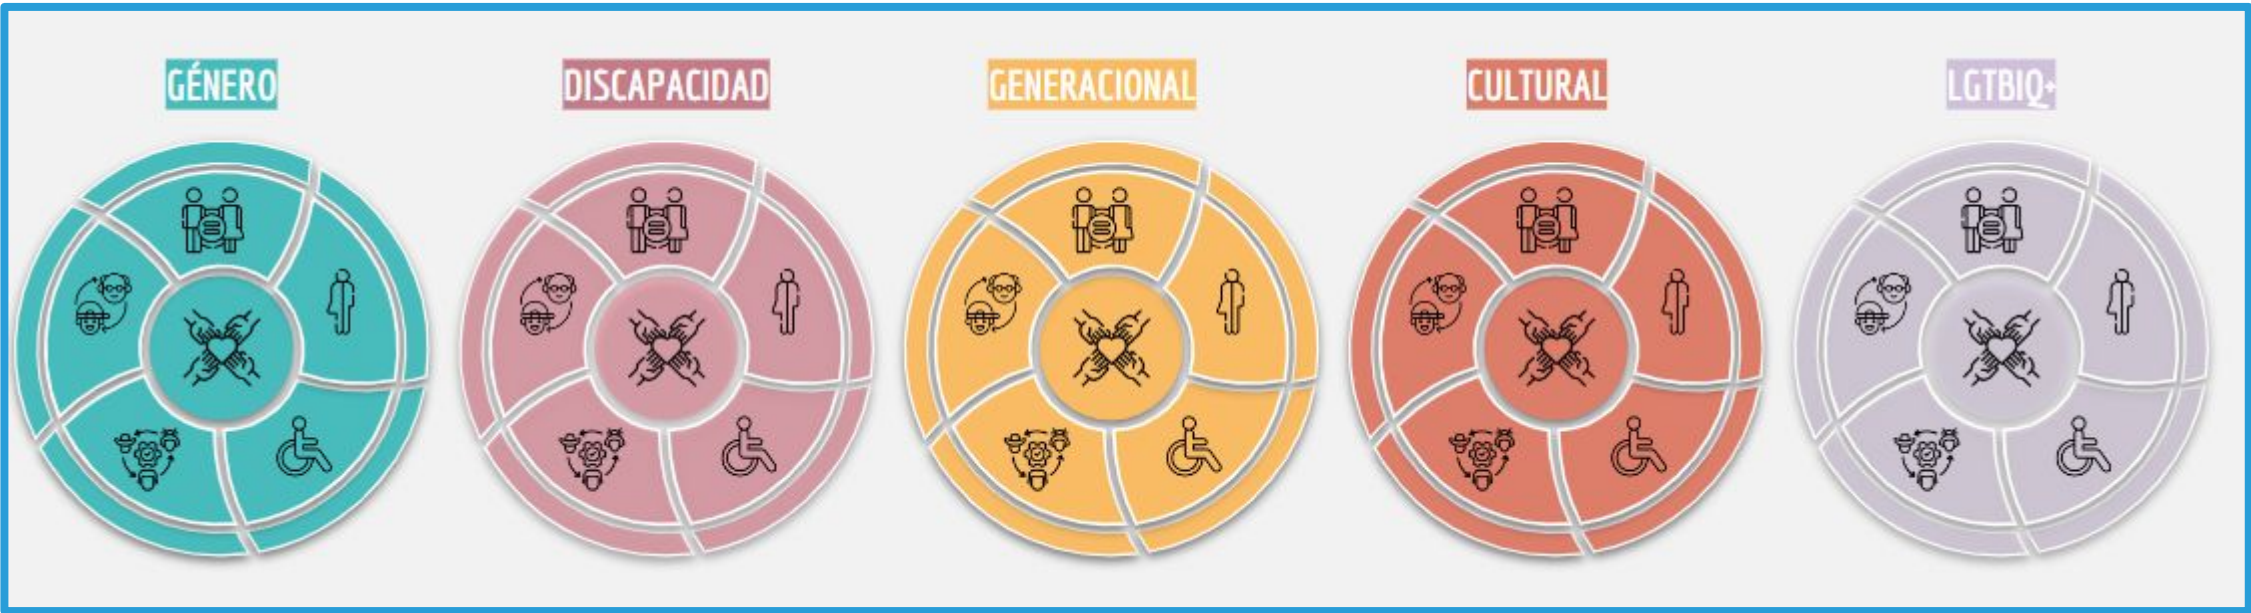 GÉNERO
DISCAPACIDAD
GENERACIONAL
CULTURAL
LGTBIQ+